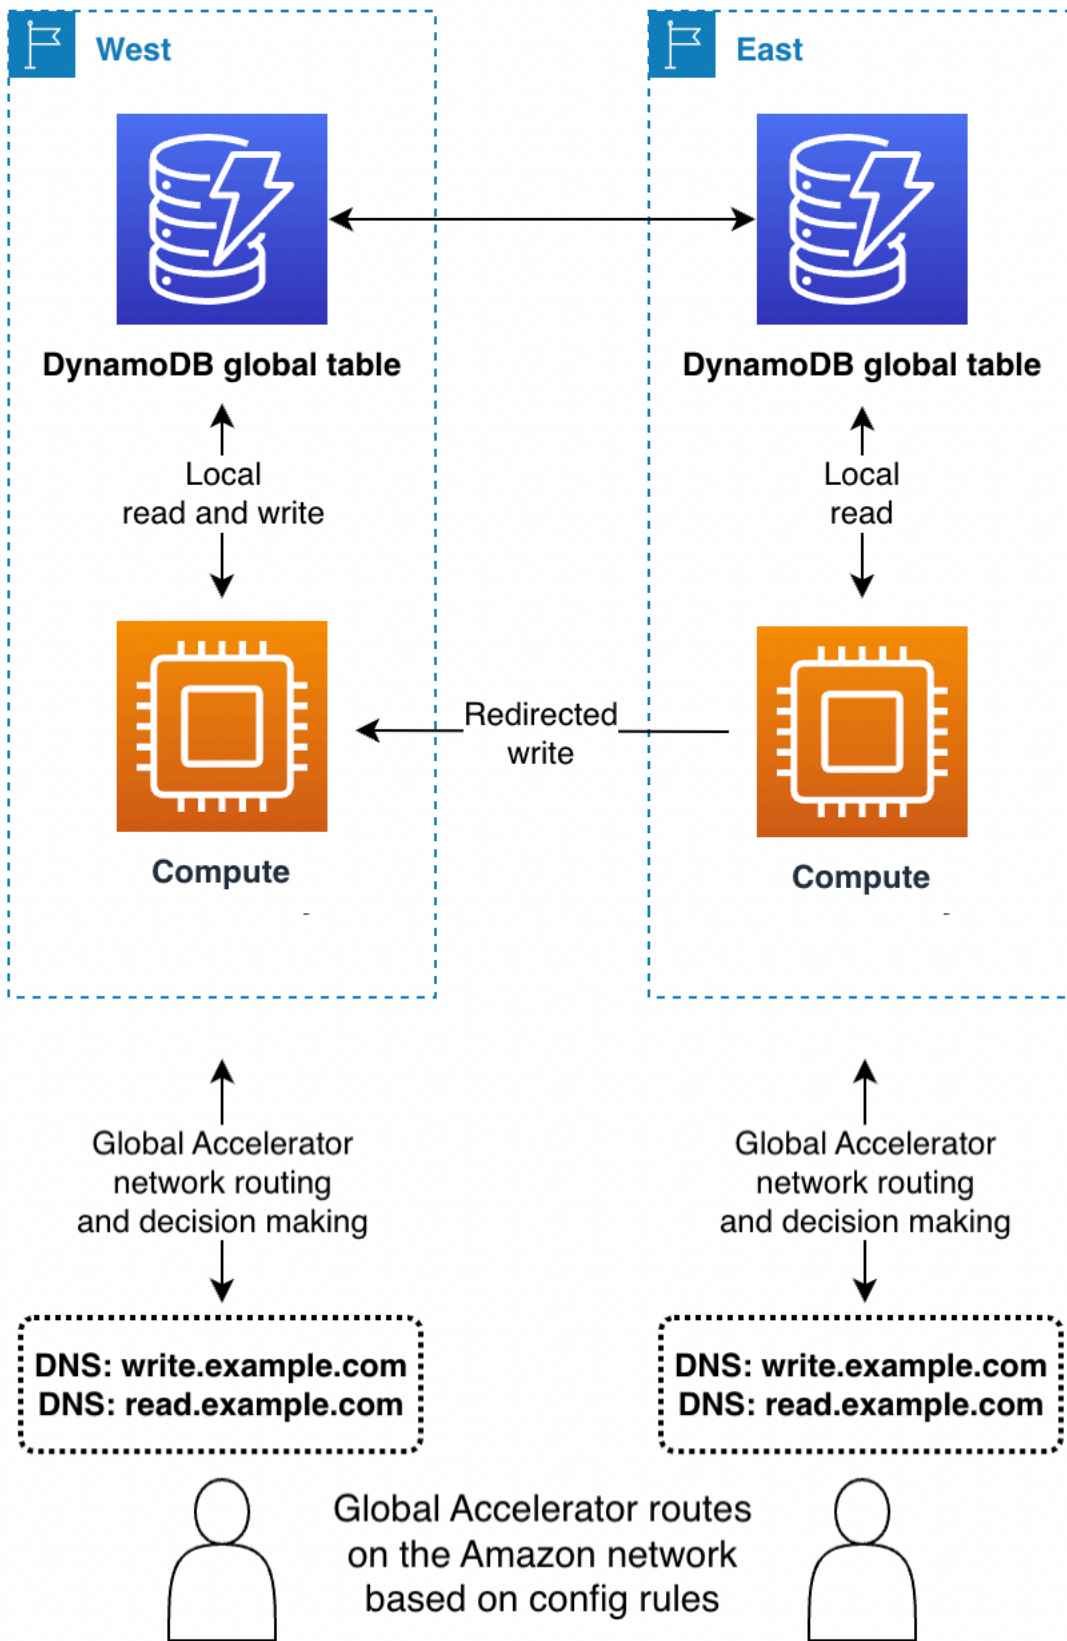 West
East
DynamoDB global table
DynamoDB global table
Local
read and write
Local
read
Redirected
write
Compute
Compute
Global Accelerator
network routing
and decision making
Global Accelerator
network routing
and decision making
DNS: write.example.com
DNS: read.example.com
DNS: write.example.com
DNS: read.example.com
Global Accelerator routes
on the Amazon network
based on config rules